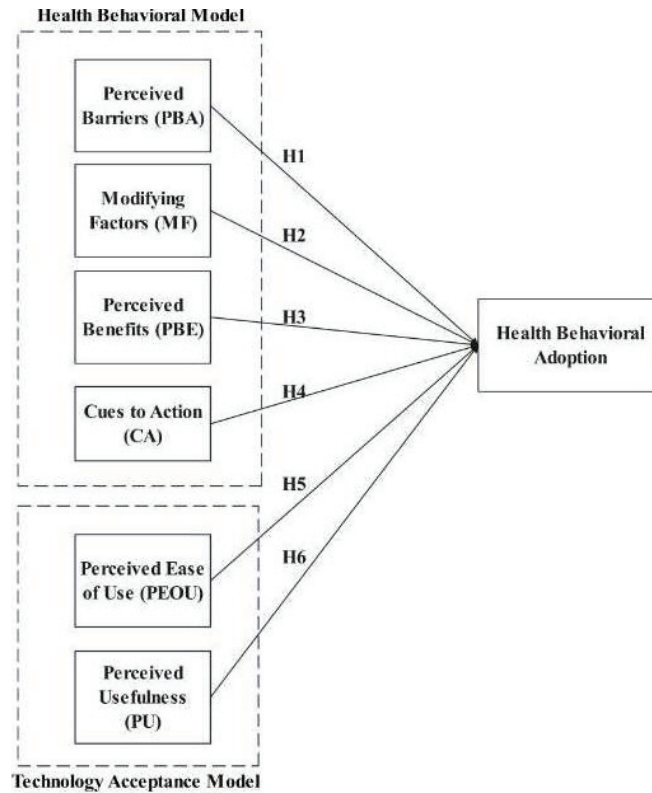 Health Behavioral Model
Perceived
Barriers (PBA)
H1
Modifying
Factors (MF)
H2
Perceived
Benefits (PBE)
H3
Health Behavioral
Adoption
Cues to Action
(CA)
H4
H5
Perceived Ease
of Use (PEOU)
H6
Perceived
Usefulness
(PU)
Technology Acceptance Model